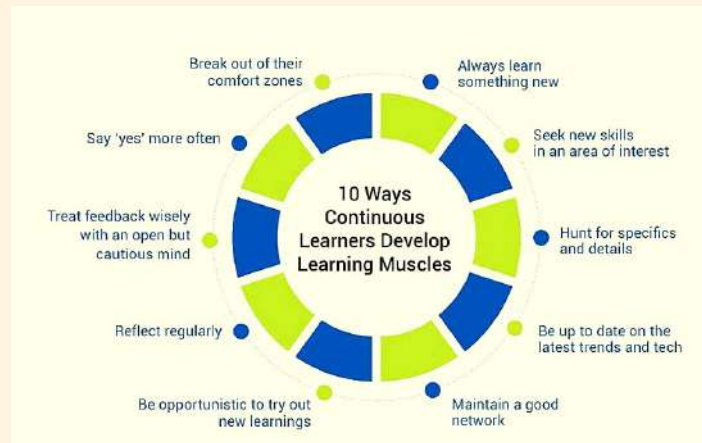 10 Ways
Continuous
Learners Develop
Learning Muscles
Always learn
something new
Seek new skills
in an area of interest
Hunt for specifics
and details
Be up to date on the
latest trends and tech
Maintain a good
network
Be opportunistic to try out
new learnings
Reflect regularly
Treat feedback wisely
with an open but
cautious mind
Say 'yes' more often
Break out of their
comfort zones